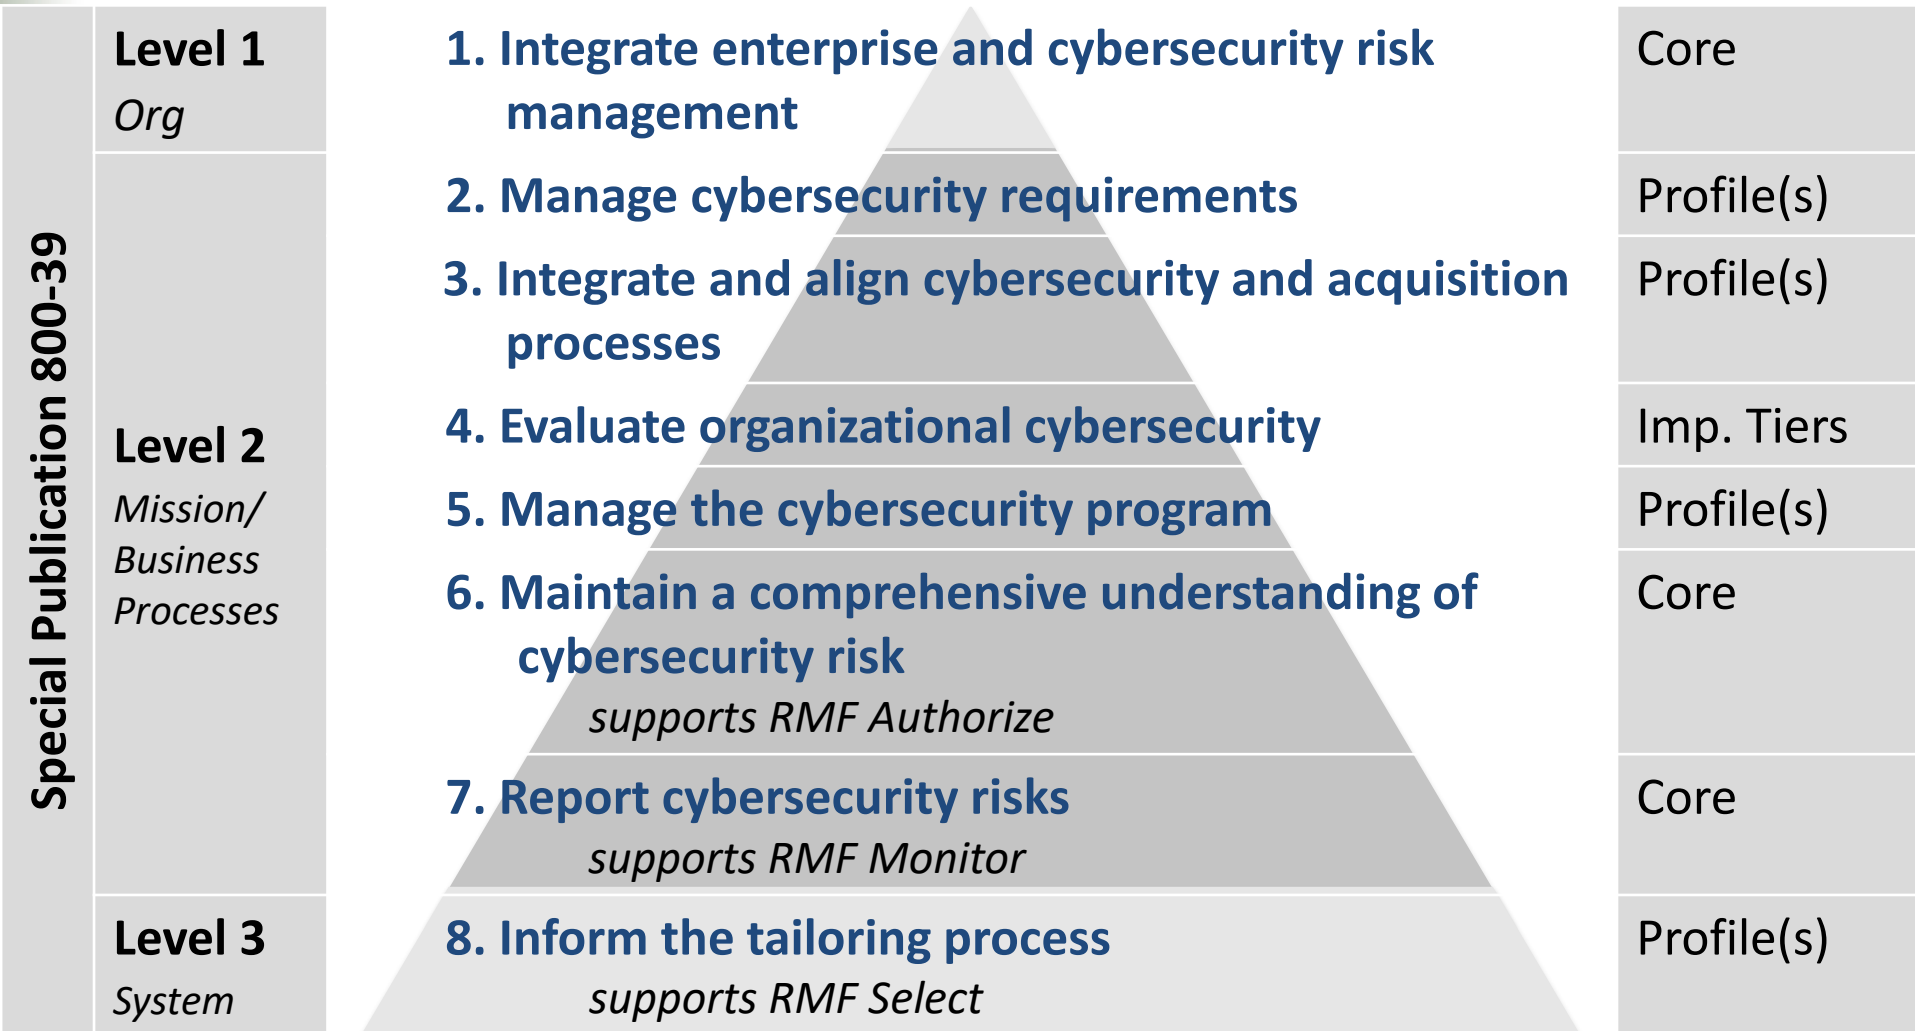 Special Publication 800-39
Level 1
Org
1. Integrate enterprise and cybersecurity risk
management
Core
Level 2
Mission/
Business
Processes
2. Manage cybersecurity requirements
Profile(s)
3. Integrate and align cybersecurity and acquisition
processes
Profile(s)
4. Evaluate organizational cybersecurity
Imp. Tiers
5. Manage the cybersecurity program
Profile(s)
6. Maintain a comprehensive understanding of
cybersecurity risk
supports RMF Authorize
Core
7. Report cybersecurity risks
supports RMF Monitor
Core
Level 3
System
8. Inform the tailoring process
supports RMF Select
Profile(s)